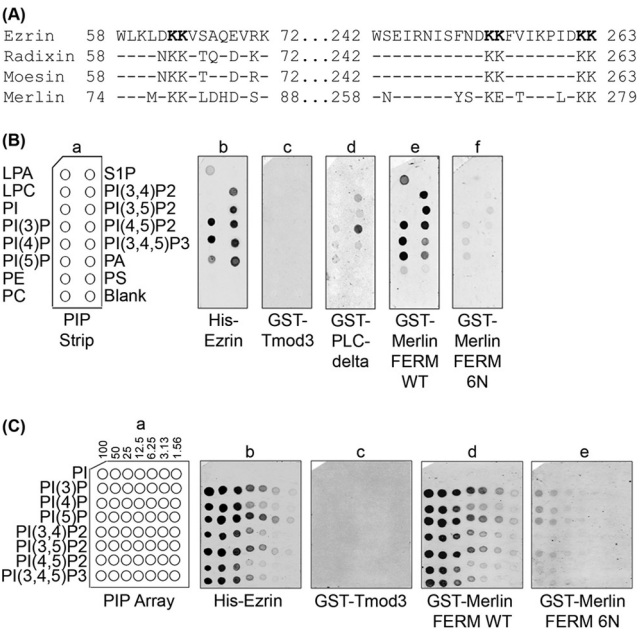 (A)
Ezrin 58 WLKLDKKVSAQEVRK 72...242 WSEIRNISFNDKKFVIKPIDKK 263
Radixin 58 ----NKK-TQ-D-K- 72...242 -----------KK------KK 263
Moesin 58 ----NKK-T--D-R- 72...242 -----------KK------KK 263
Merlin 74 ---M-KK-LDHD-S- 88...258 -N-------YS-KE-T---L-KK 279
(B)
a b c d e f
LPA S1P
LPC PI(3,4)P2
PI PI(3,5)P2
PI(3)P PI(4,5)P2
PI(4)P PI(3,4,5)P3
PI(5)P PA
PE PS
PC Blank
PIP His- GST- GST- GST- GST-
Strip Ezrin Tmod3 PLC- Merlin Merlin
delta FERM FERM
WT 6N
(C)
a b c d e
100 50 25 12.5 6.25 3.13 1.56
PI
PI(3)P
PI(4)P
PI(5)P
PI(3,4)P2
PI(3,5)P2
PI(4,5)P2
PI(3,4,5)P3
PIP Array His-Ezrin GST-Tmod3 GST-Merlin GST-Merlin
FERM WT FERM 6N